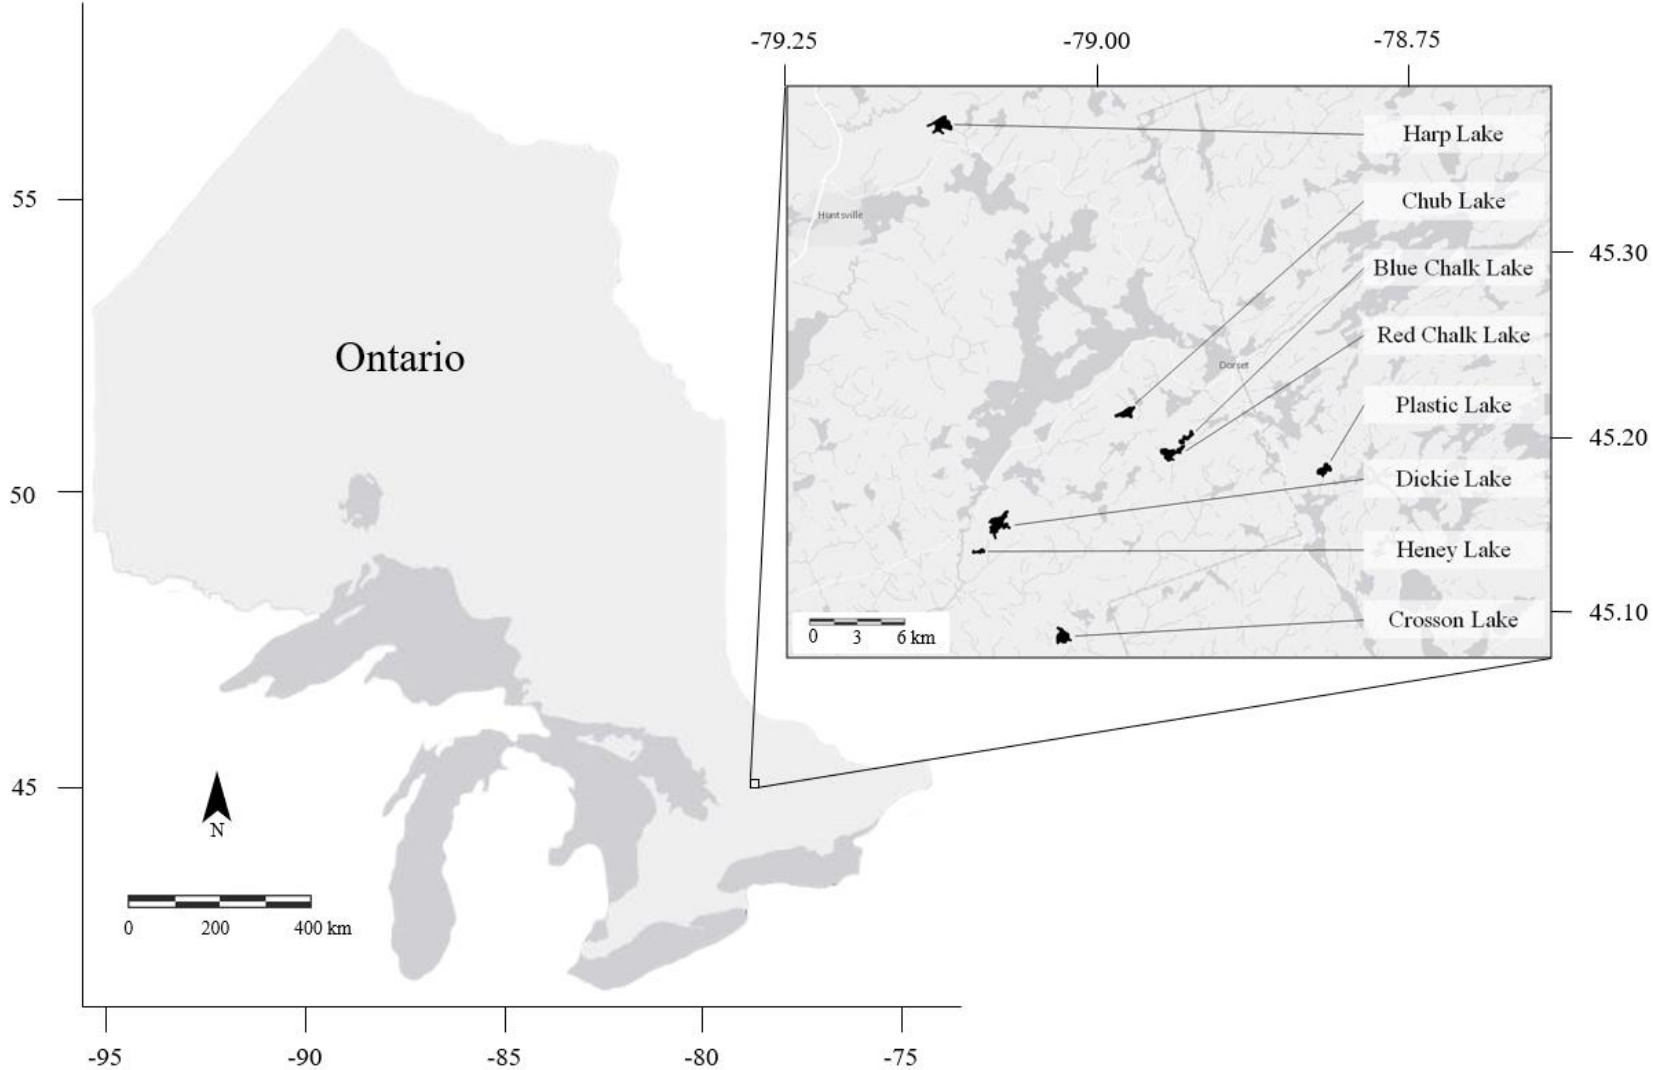 -79.25 -79.00 -78.75
Harp Lake
Chub Lake
Huntsville
Blue Chalk Lake
Red Chalk Lake
Dorset
Plastic Lake
Dickie Lake
Heney Lake
Crosson Lake
0 3 6 km
45.30
45.20
45.10
Ontario
55
50
45
N
0 200 400 km
-95 -90 -85 -80 -75